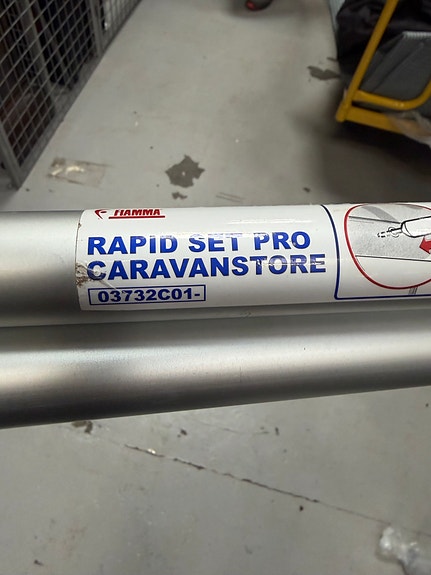 FIAMMA
RAPID SET PRO
CARAVANSTORE
03732C01-